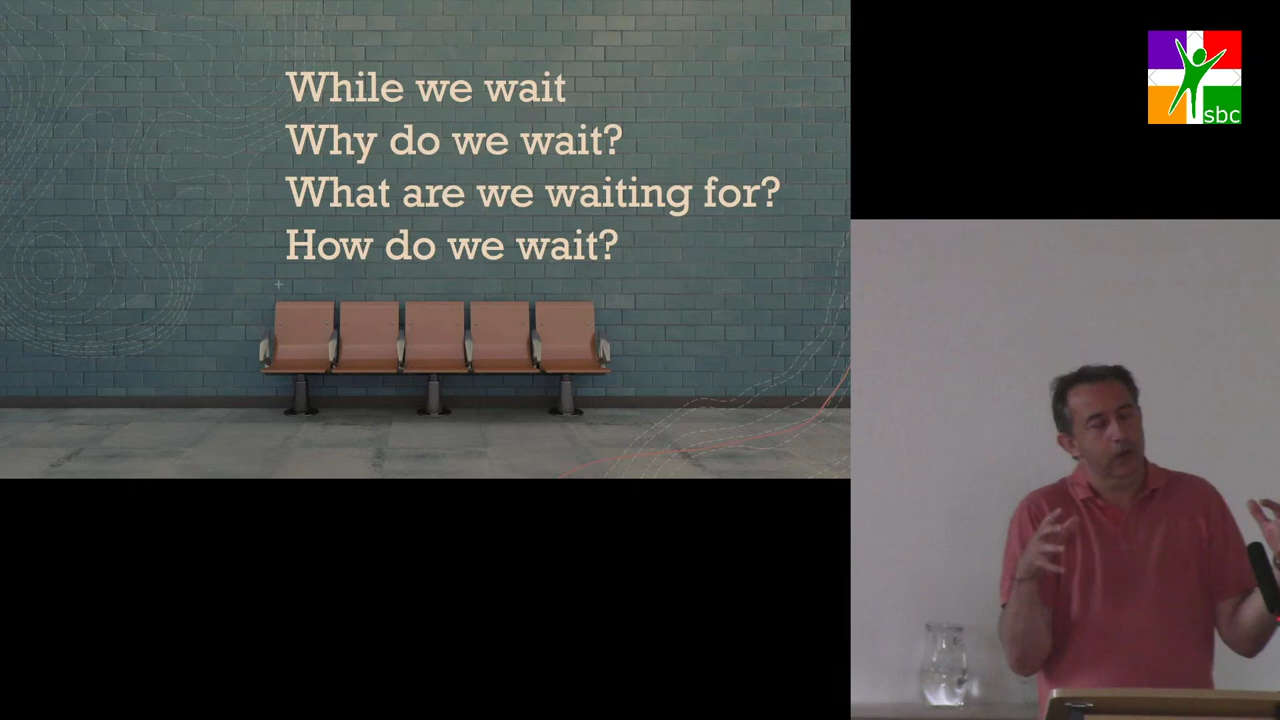 While we wait
Why do we wait?
What are we waiting for?
How do we wait?
sbc